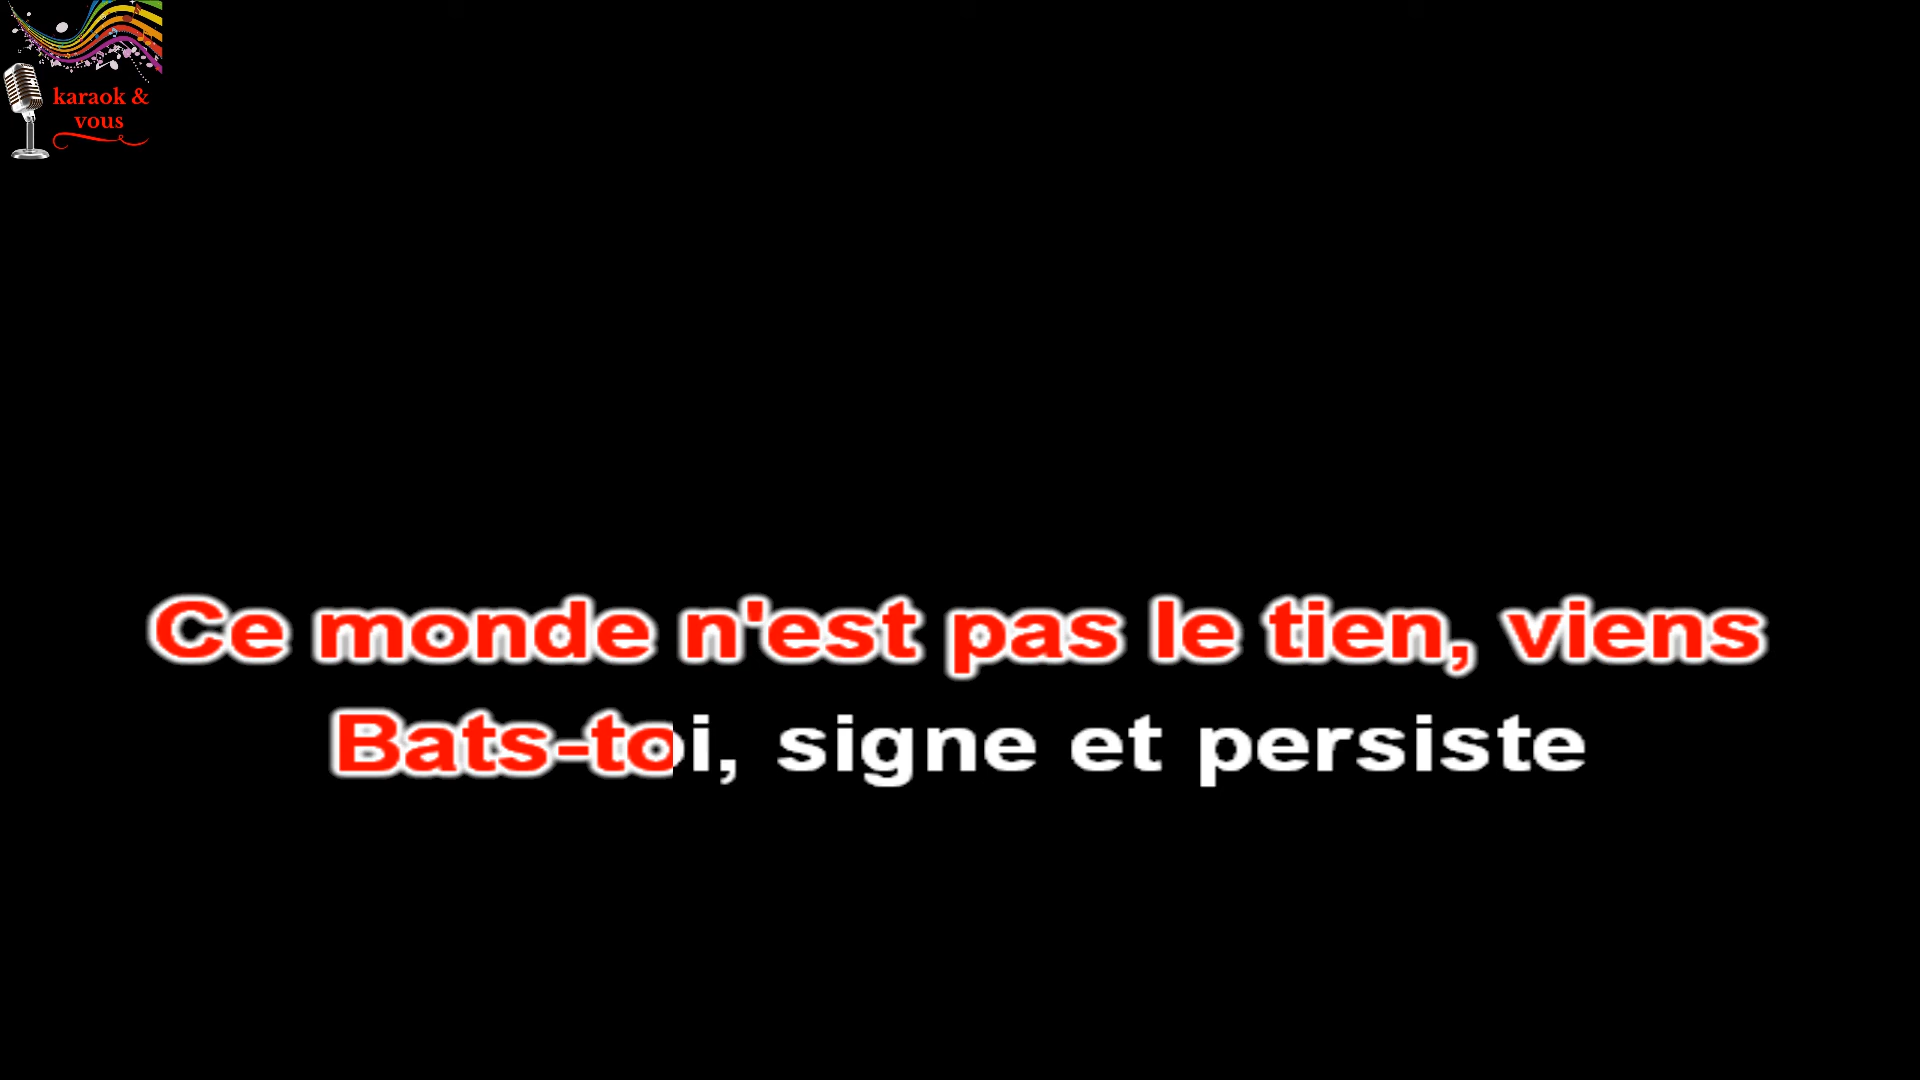 karaok &
vous
Ce monde n'est pas le tien, viens
Bats-toi, signe et persiste